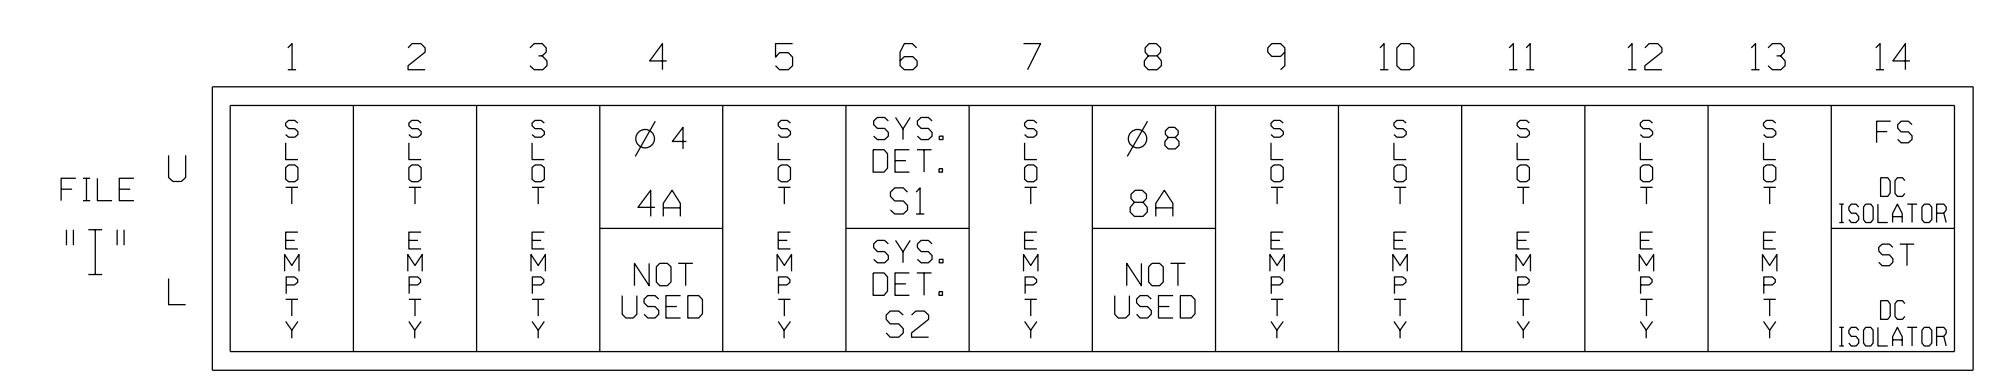 1 2 3 4 5 6 7 8 9 10 11 12 13 14
FILE
"I"
U
L
SLOT EMPTY
SLOT EMPTY
SLOT EMPTY
Ø 4
4A
NOT
USED
SLOT EMPTY
SYS.
DET.
S1
SYS.
DET.
S2
SLOT EMPTY
Ø 8
8A
NOT
USED
SLOT EMPTY
SLOT EMPTY
SLOT EMPTY
SLOT EMPTY
SLOT EMPTY
FS
DC
ISOLATOR
ST
DC
ISOLATOR